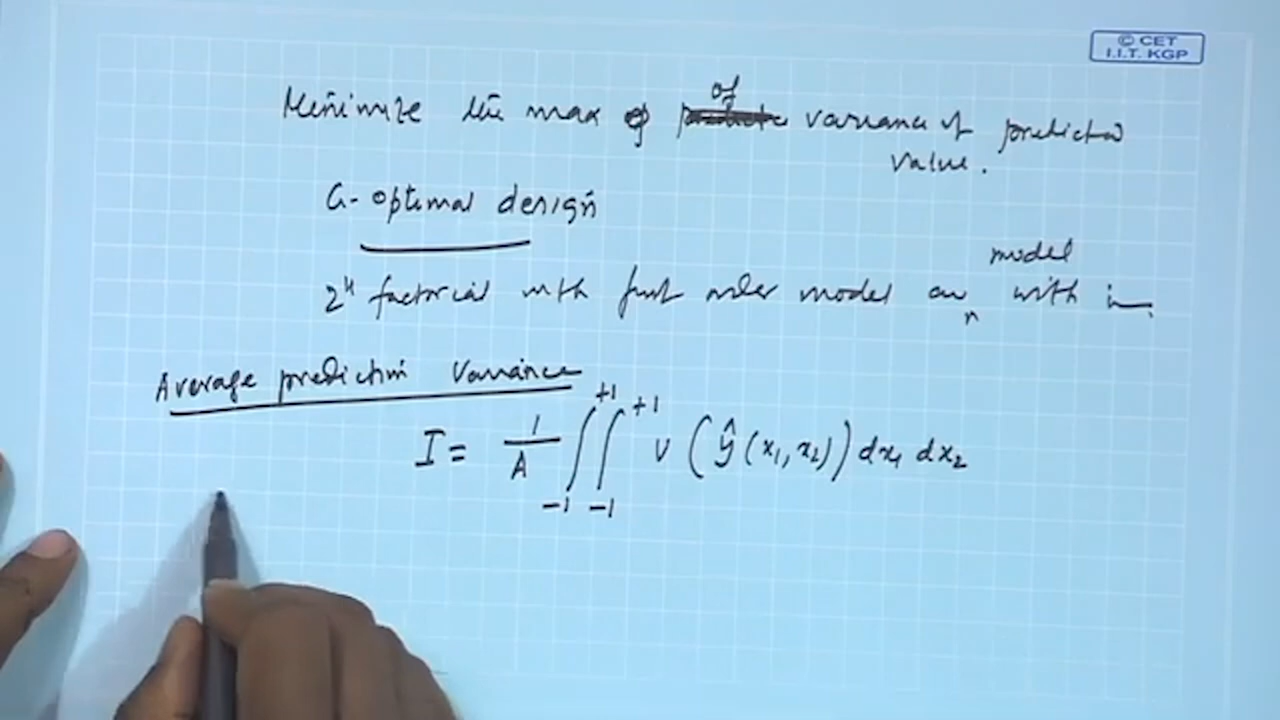 © CET
I.I.T. KGP
Minimize the max of variance of predicted
value.
G-optimal design
model
2^k factorial with first order model or with in
Average prediction Variance
I = 1/A ∫_{-1}^{+1} ∫_{-1}^{+1} V (ŷ (x₁, x₂)) dx₁ dx₂